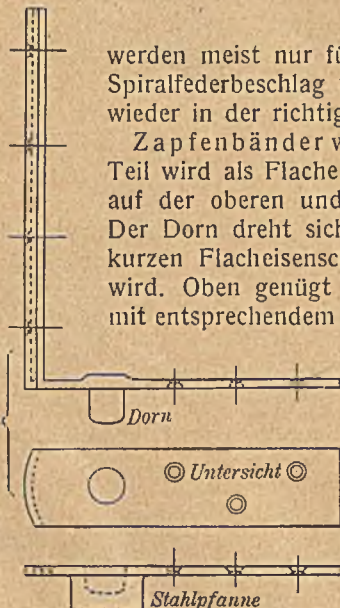 werden meist nur fü
Spiralfederbeschlag
wieder in der richtig
Zapfenbänder w
Teil wird als Flache
auf der oberen und
Der Dorn dreht sich
kurzen Flacheisensc
wird. Oben genügt
mit entsprechendem
Dorn
Untersicht
Stahlpfanne